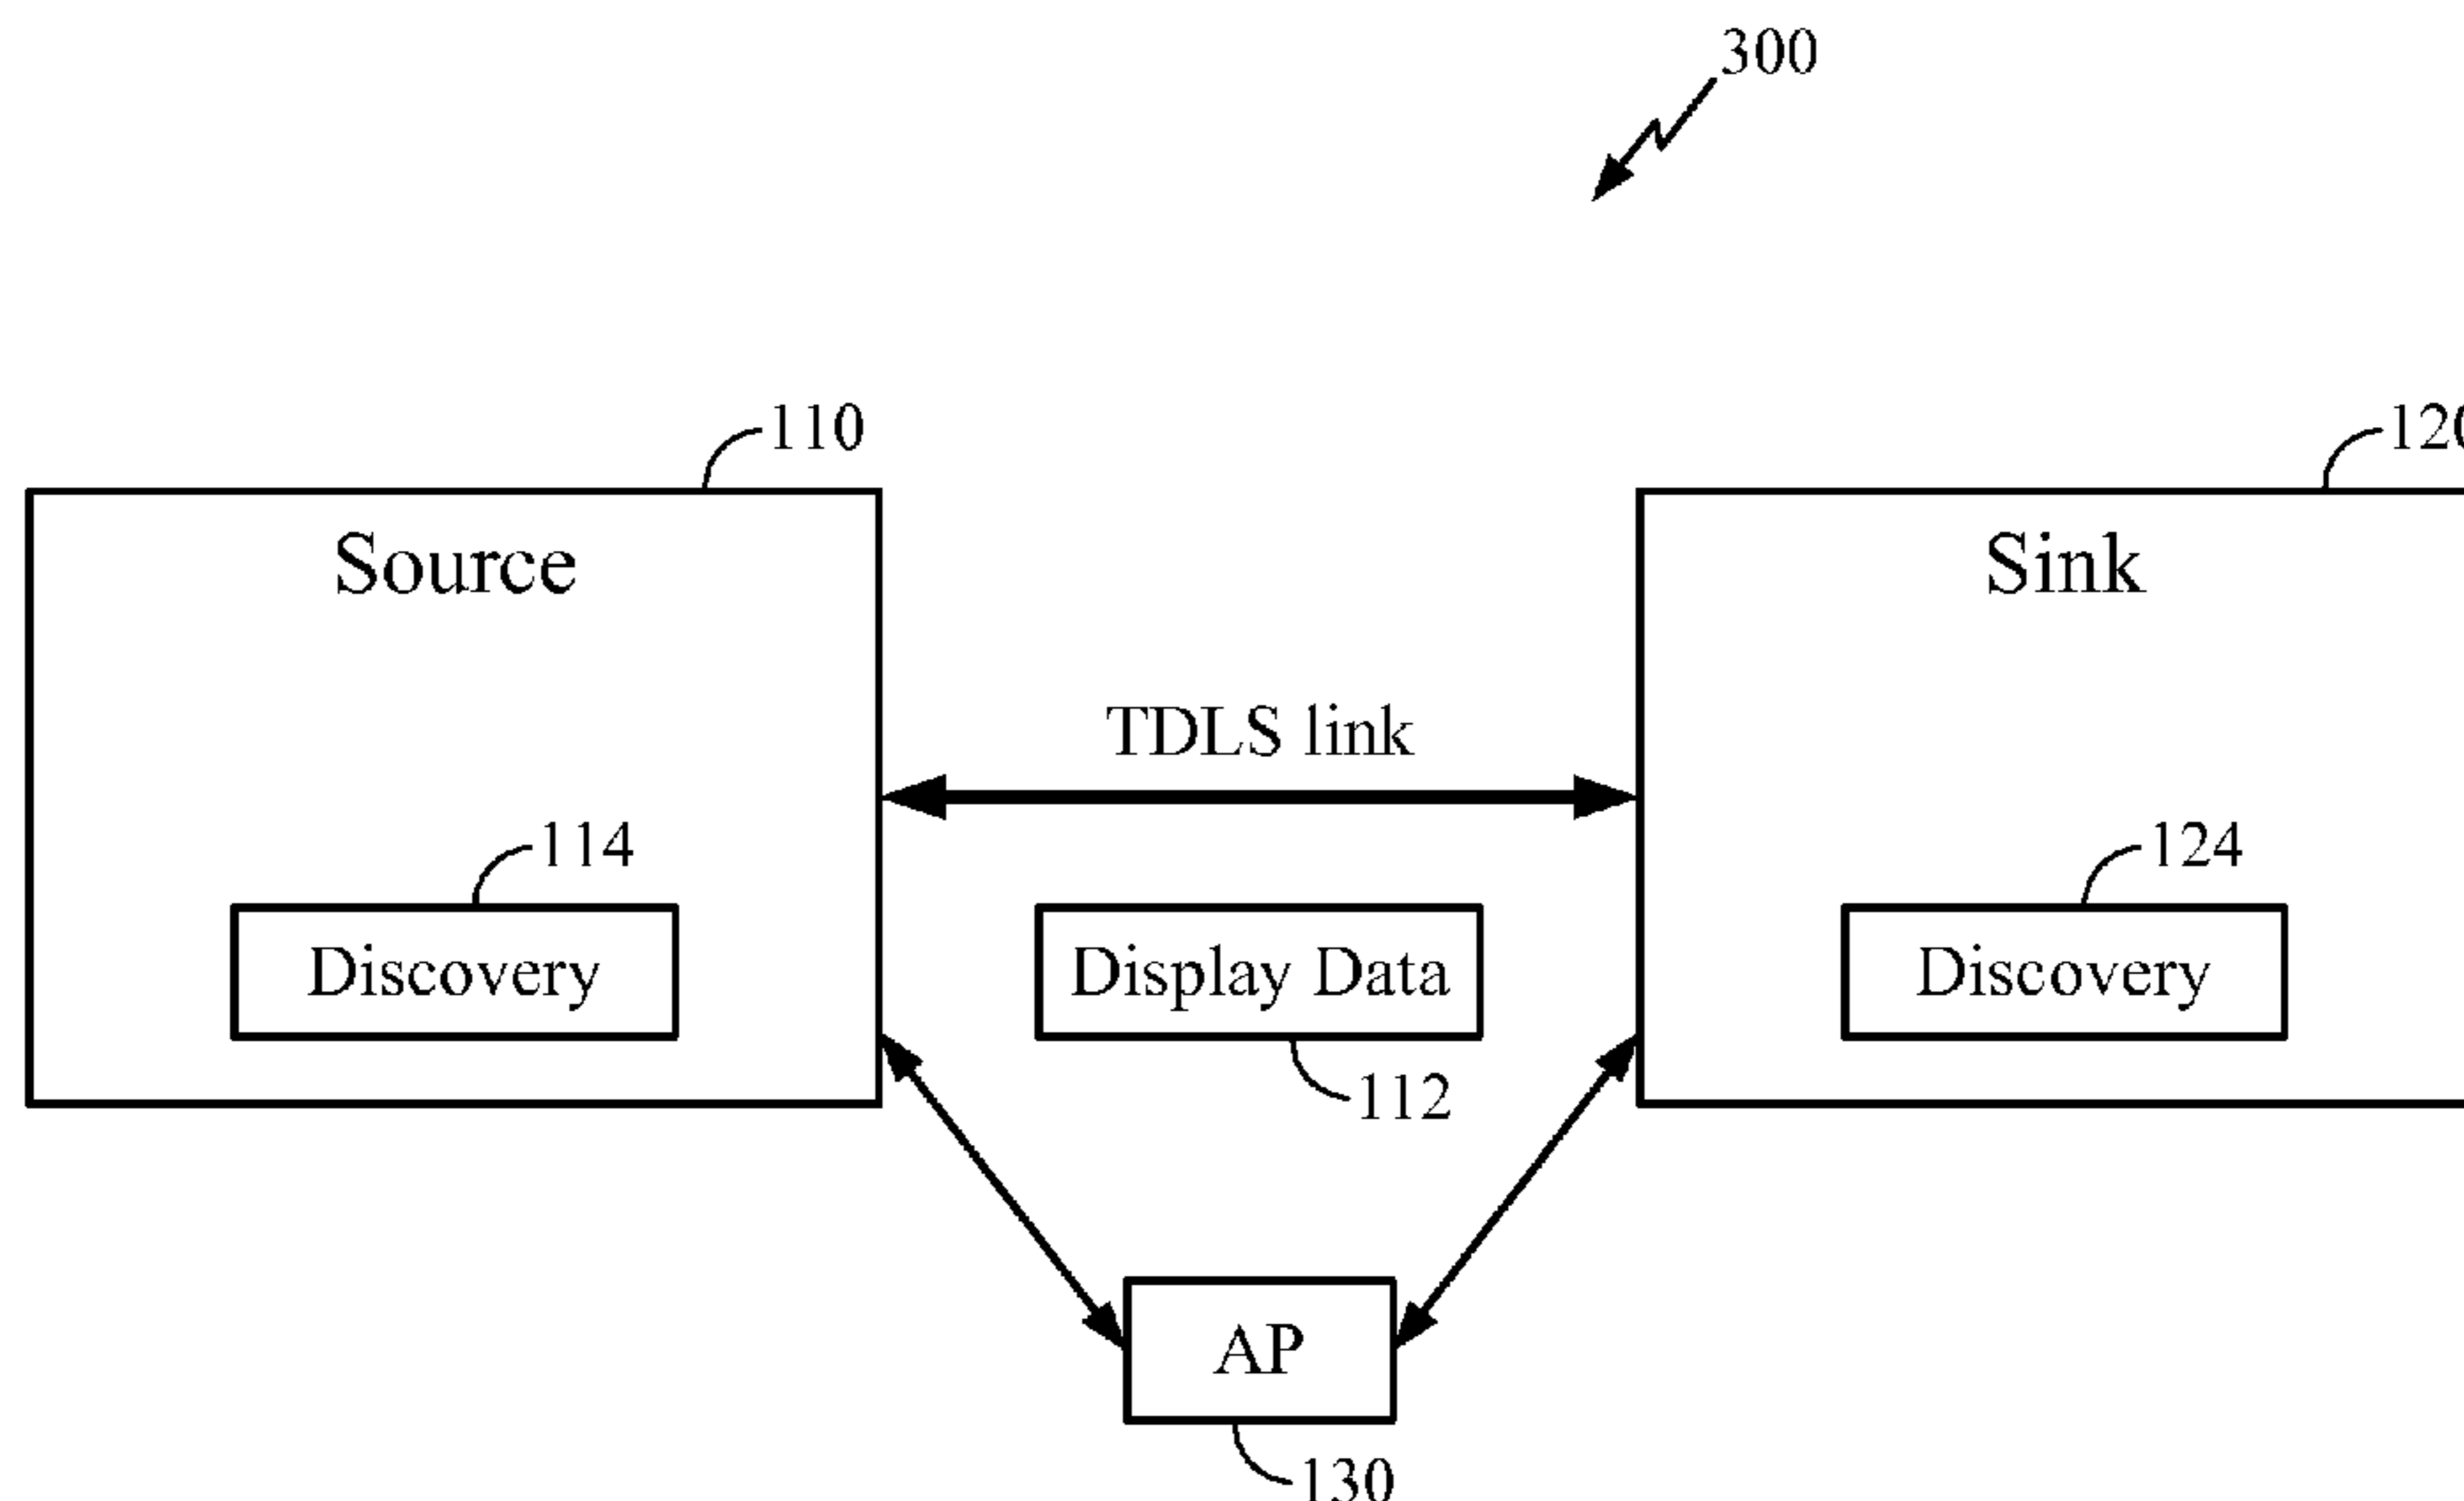 300
110
120
Source
Sink
TDLS link
114
124
Discovery
Display Data
Discovery
112
AP
130